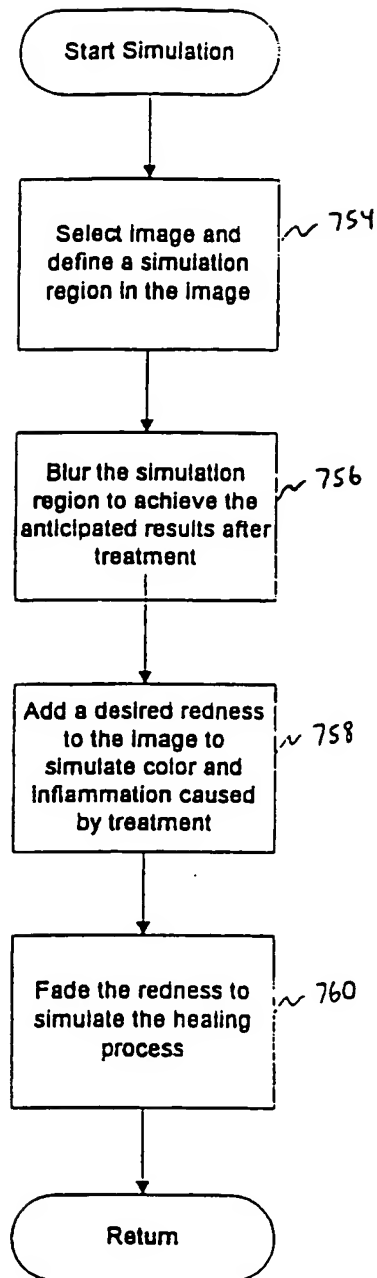 Start Simulation
Select image and
define a simulation
region in the image
754
Blur the simulation
region to achieve the
anticipated results after
treatment
756
Add a desired redness
to the image to
simulate color and
inflammation caused
by treatment
758
Fade the redness to
simulate the healing
process
760
Return